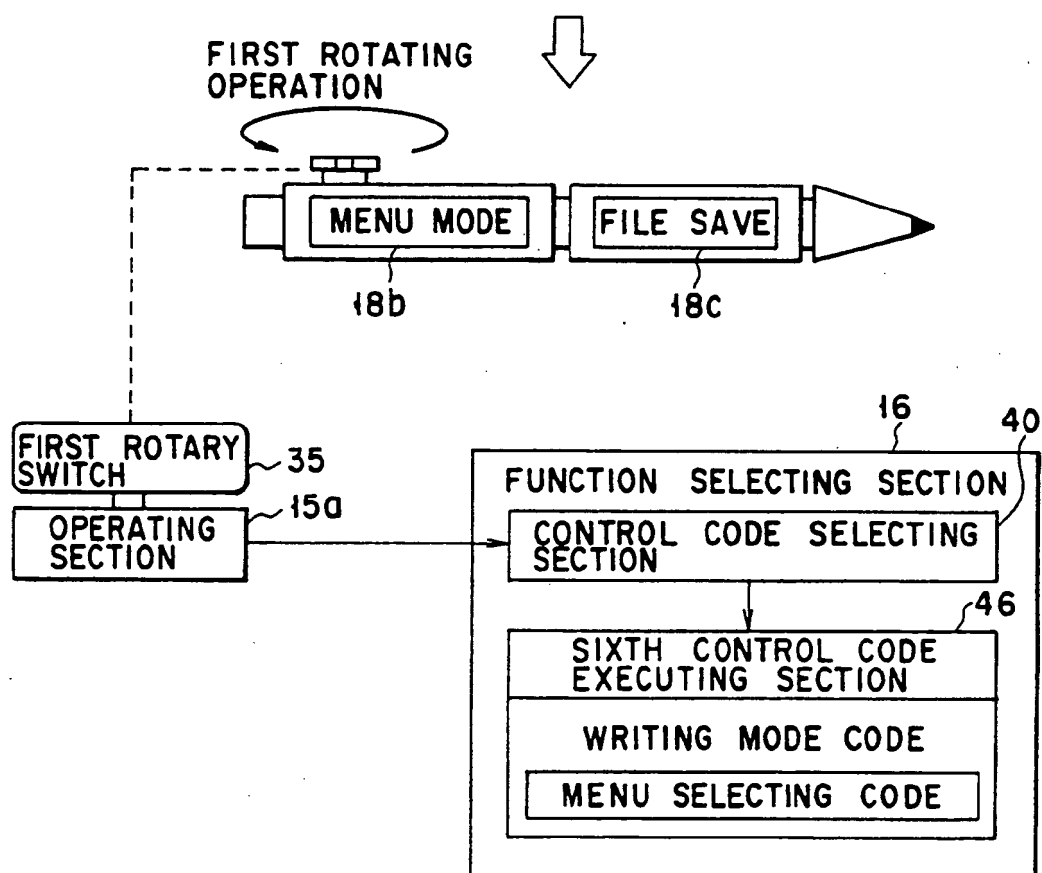 FIRST ROTATING
OPERATION
MENU MODE
FILE SAVE
18b
18c
16
40
FIRST ROTARY
SWITCH
35
FUNCTION SELECTING SECTION
15a
OPERATING
SECTION
CONTROL CODE SELECTING
SECTION
46
SIXTH CONTROL CODE
EXECUTING SECTION
WRITING MODE CODE
MENU SELECTING CODE